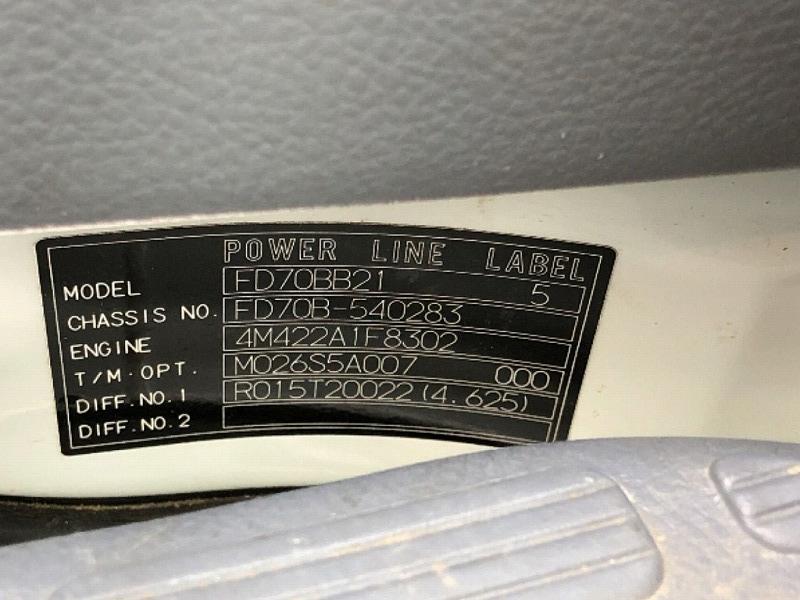 POWER LINE LABEL
MODEL FD70BB21 5
CHASSIS NO. FD70B-540283
ENGINE 4M422A1F8302
T/M·OPT. M026S5A007 000
DIFF.NO.1 R015T20022(4.625)
DIFF.NO.2